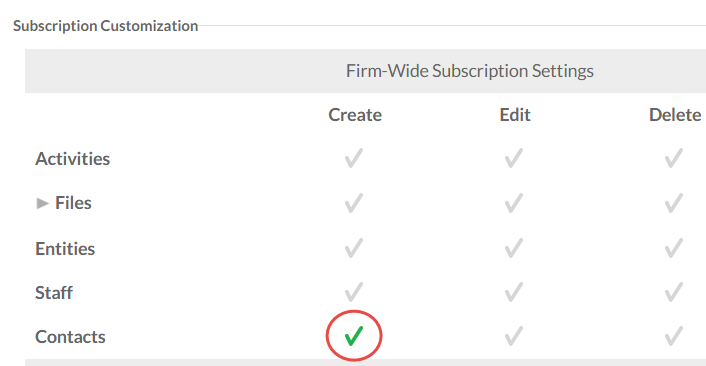 Subscription Customization
Firm-Wide Subscription Settings
Create Edit Delete
Activities
Files
Entities
Staff
Contacts